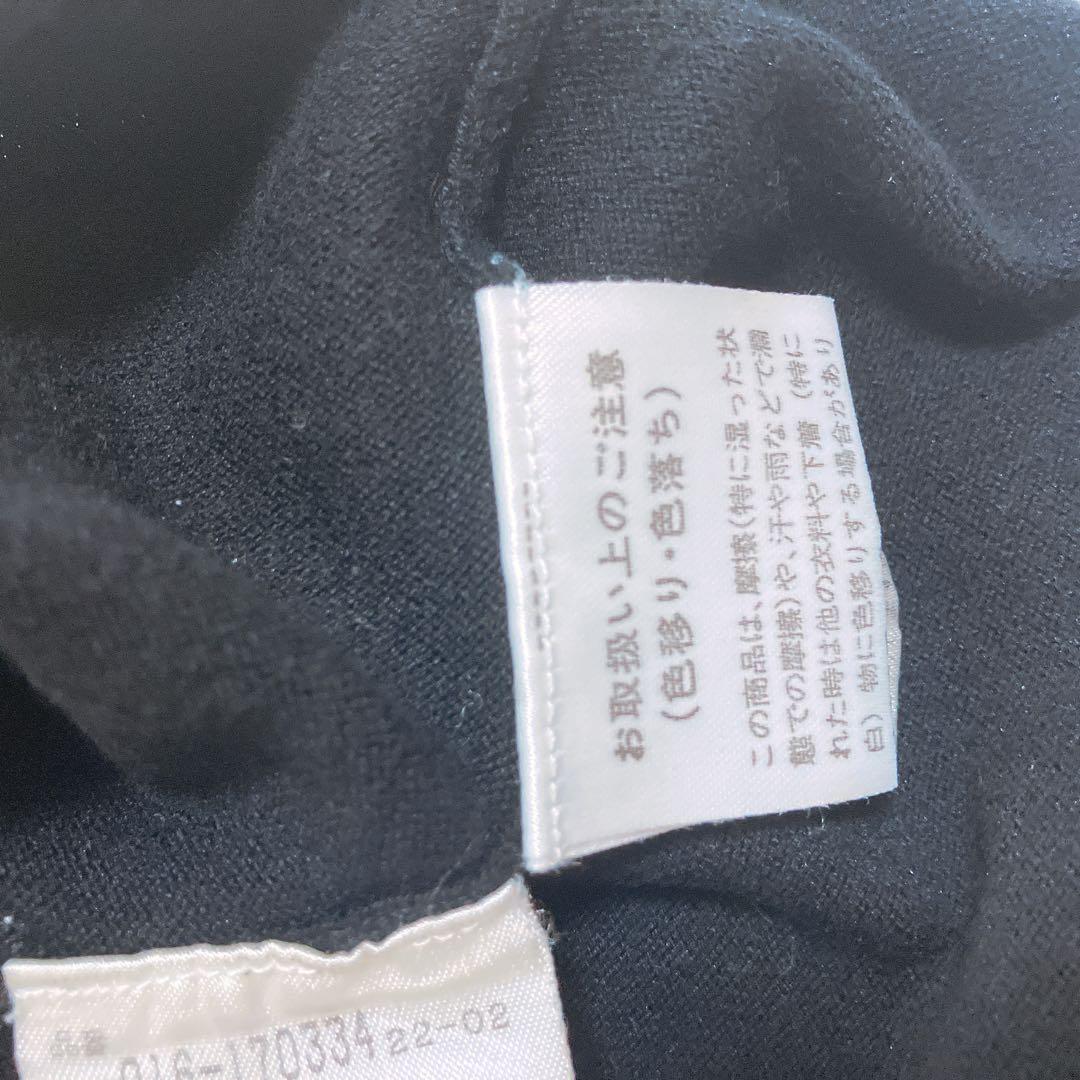 お取扱い上のご注意
(色移り・色落ち)
この商品は、摩擦(特に湿った状
態での摩擦)や、汗や雨などで濡
れた時は他の衣料や下着 (特に
白) 物に色移りする場合があり
品番
016-170334 22-02